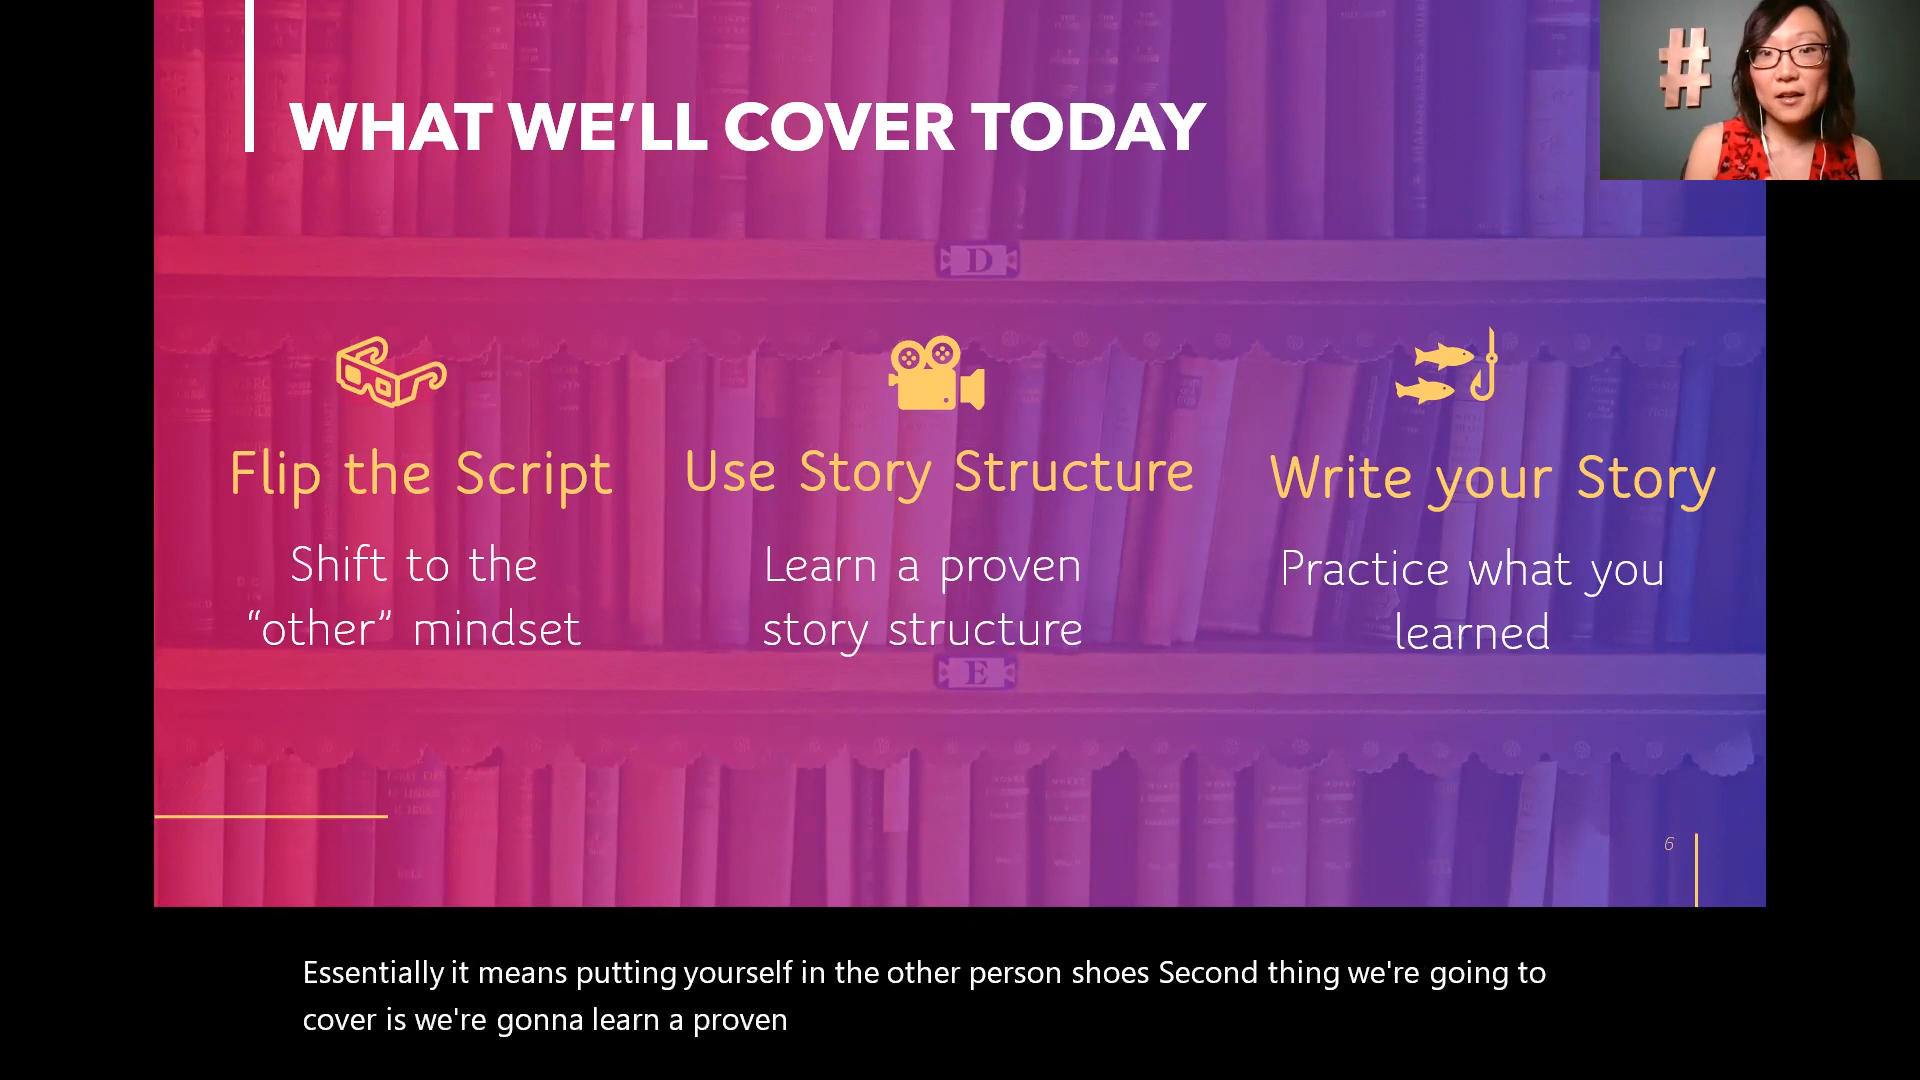 WHAT WE’LL COVER TODAY
#
D
Flip the Script
Shift to the
“other” mindset
Use Story Structure
Learn a proven
story structure
Write your Story
Practice what you
learned
E
6
Essentially it means putting yourself in the other person shoes Second thing we're going to
cover is we're gonna learn a proven